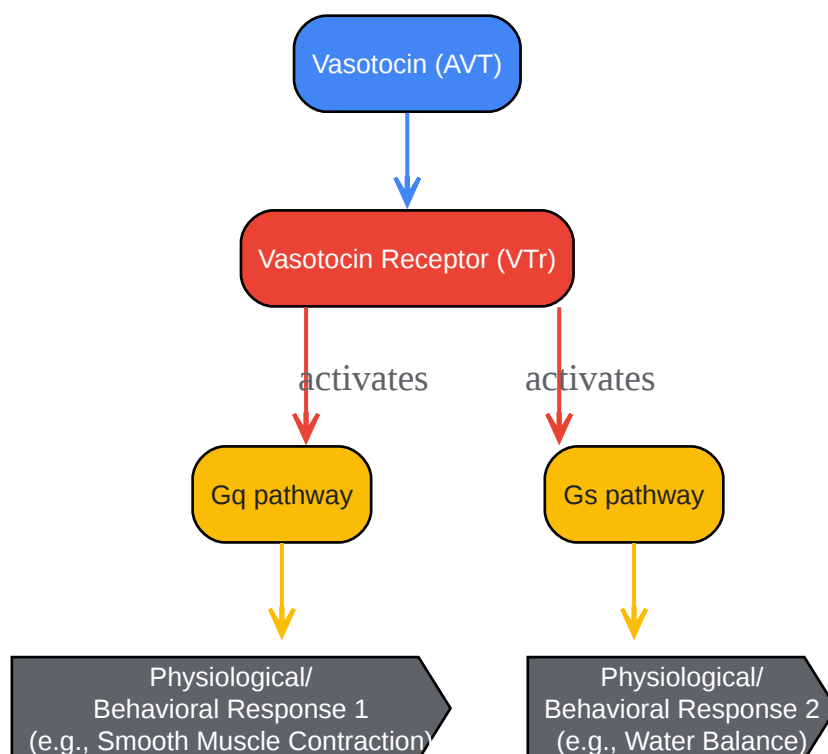 Vasotocin (AVT)
Vasotocin Receptor (VTr)
activates
activates
Gq pathway
Gs pathway
Physiological/
Behavioral Response 1
(e.g., Smooth Muscle Contraction)
Physiological/
Behavioral Response 2
(e.g., Water Balance)